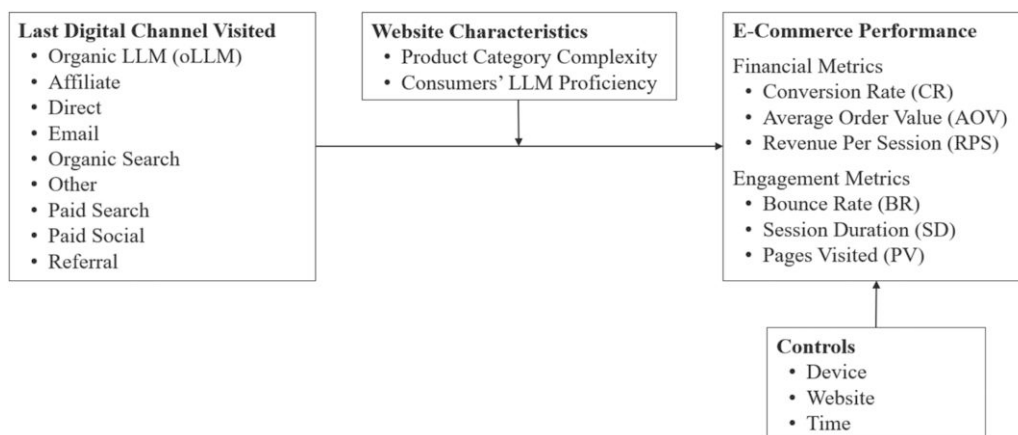 Last Digital Channel Visited
• Organic LLM (oLLM)
• Affiliate
• Direct
• Email
• Organic Search
• Other
• Paid Search
• Paid Social
• Referral
Website Characteristics
• Product Category Complexity
• Consumers' LLM Proficiency
E-Commerce Performance
Financial Metrics
• Conversion Rate (CR)
• Average Order Value (AOV)
• Revenue Per Session (RPS)
Engagement Metrics
• Bounce Rate (BR)
• Session Duration (SD)
• Pages Visited (PV)
Controls
• Device
• Website
• Time